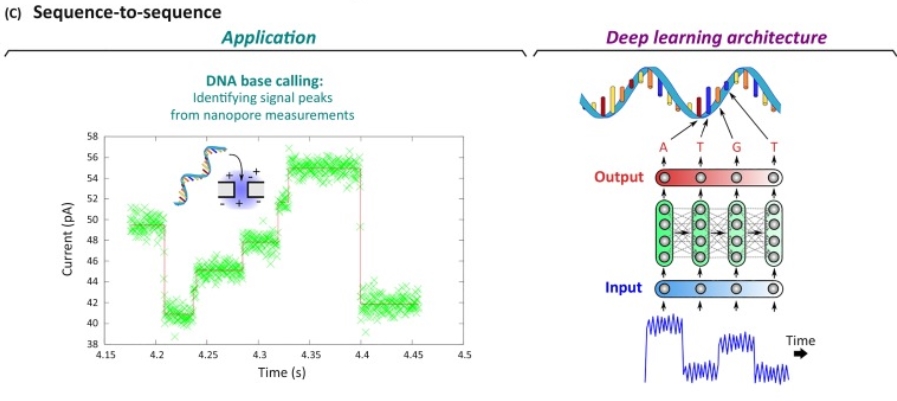 (C) Sequence-to-sequence
Application
Deep learning architecture
DNA base calling:
Identifying signal peaks
from nanopore measurements
58
56
54
52
50
48
46
44
42
40
38
Current (pA)
4.15 4.2 4.25 4.3 4.35 4.4 4.45 4.5
Time (s)
+ - +
- + -
A T G T
Output
Input
Time